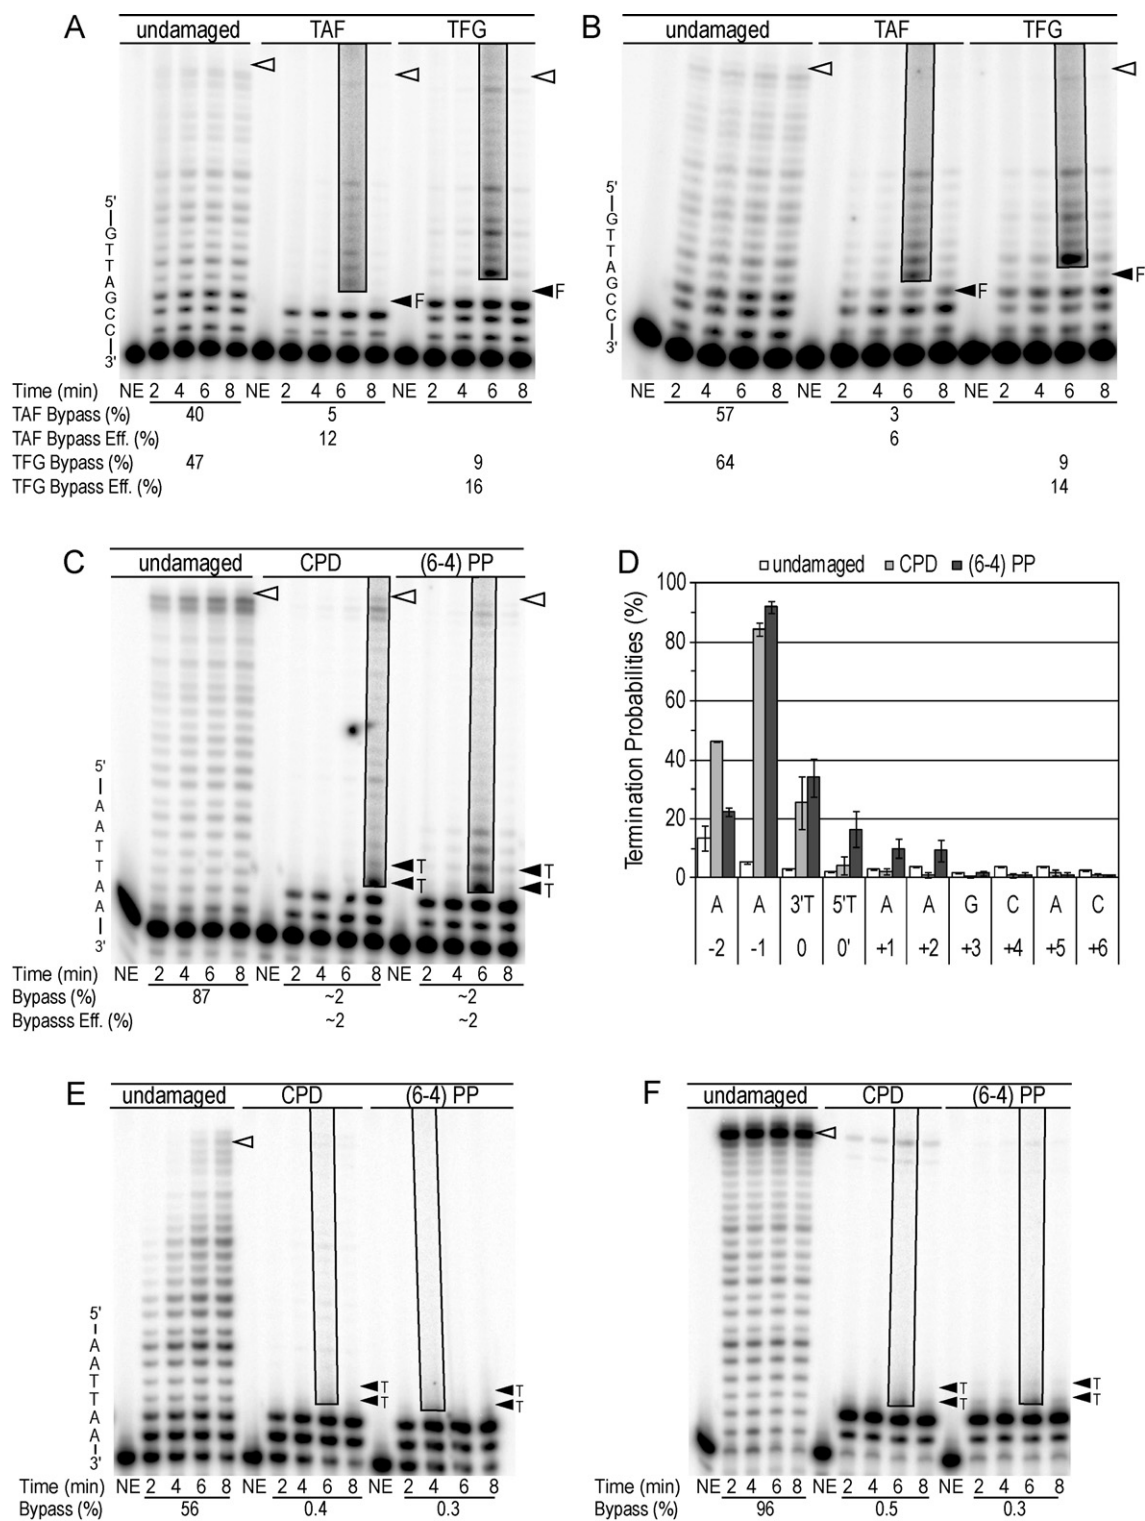 A
undamaged TAF TFG
5'
G
T
T
A
G
C
C
3'
F
F
Time (min) NE 2 4 6 8 NE 2 4 6 8 NE 2 4 6 8
TAF Bypass (%) 40 5
TAF Bypass Eff. (%) 12
TFG Bypass (%) 47 9
TFG Bypass Eff. (%) 16
B
undamaged TAF TFG
5'
G
T
T
A
G
C
C
3'
F
F
NE 2 4 6 8 NE 2 4 6 8 NE 2 4 6 8
57 3
6
64 9
14
C
undamaged CPD (6-4) PP
5'
A
A
T
T
A
A
3'
T
T
T
T
Time (min) NE 2 4 6 8 NE 2 4 6 8 NE 2 4 6 8
Bypass (%) 87 ~2 ~2
Bypasss Eff. (%) ~2 ~2
D
undamaged CPD (6-4) PP
Termination Probabilities (%)
100
80
60
40
20
0
A A 3'T 5'T A A G C A C
-2 -1 0 0' +1 +2 +3 +4 +5 +6
E
undamaged CPD (6-4) PP
5'
A
A
T
T
A
A
3'
T
T
T
T
Time (min) NE 2 4 6 8 NE 2 4 6 8 NE 2 4 6 8
Bypass (%) 56 0.4 0.3
F
undamaged CPD (6-4) PP
T
T
T
T
Time (min) NE 2 4 6 8 NE 2 4 6 8 NE 2 4 6 8
Bypass (%) 96 0.5 0.3